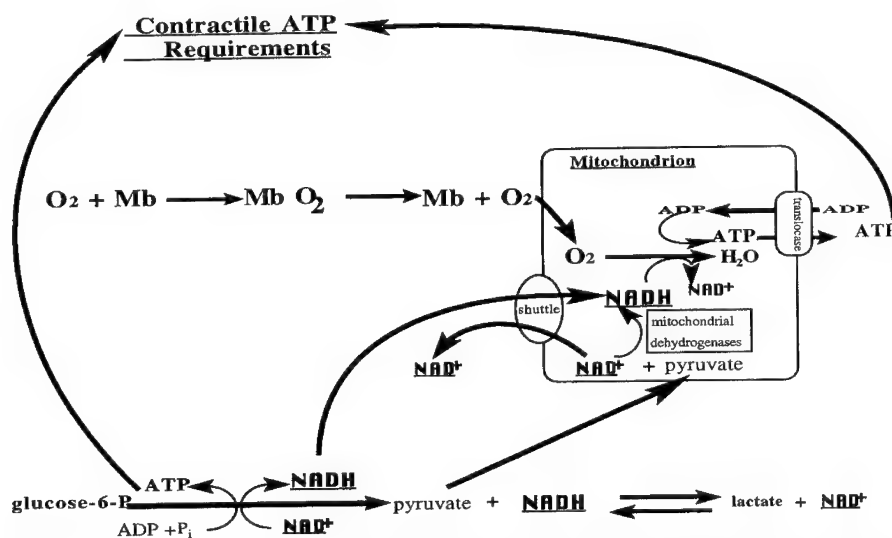 Contractile ATP
Requirements
Mitochondrion
O₂ + Mb Mb O₂ Mb + O₂
ADP ADP
translocase
ATP ATP
O₂ H₂O
NADH NAD⁺
shuttle
mitochondrial
dehydrogenases
NAD⁺ NAD⁺ + pyruvate
ATP NADH
glucose-6-P pyruvate + NADH lactate + NAD⁺
ADP +Pᵢ NAD⁺